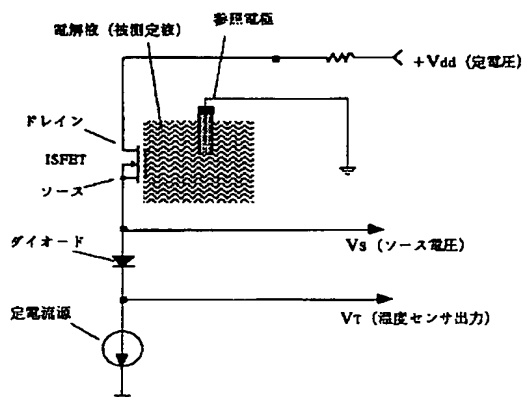 参照電極
電解液（被測定液）
+Vdd（定電圧）
ドレイン
ISFET
ソース
Vs（ソース電圧）
ダイオード
VT（温度センサ出力）
定電流源